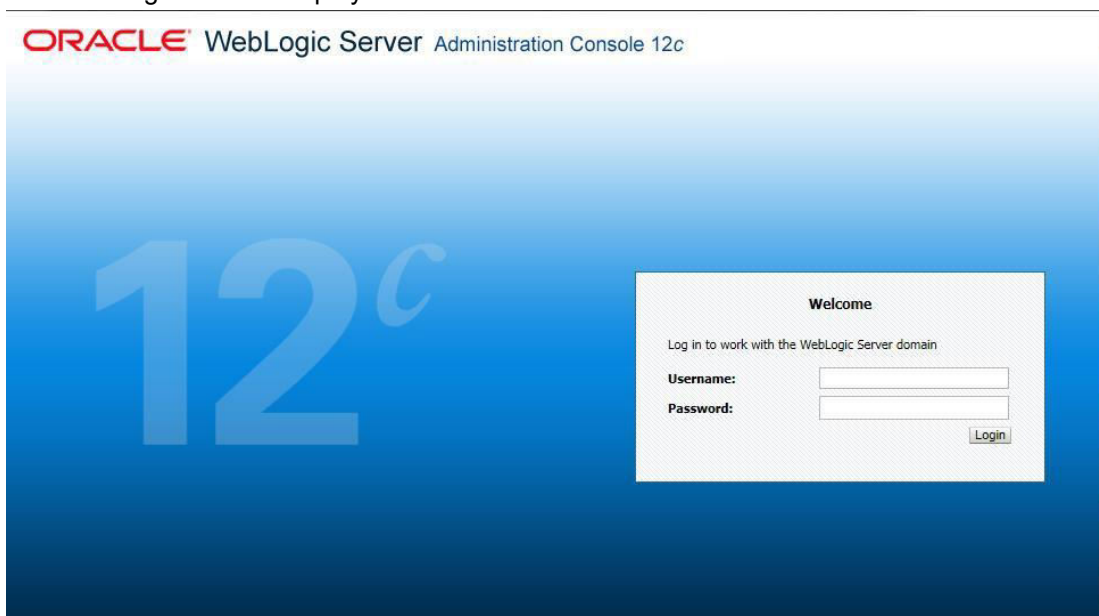 ORACLE WebLogic Server Administration Console 12c
12c
Welcome
Log in to work with the WebLogic Server domain
Username:
Password:
Login